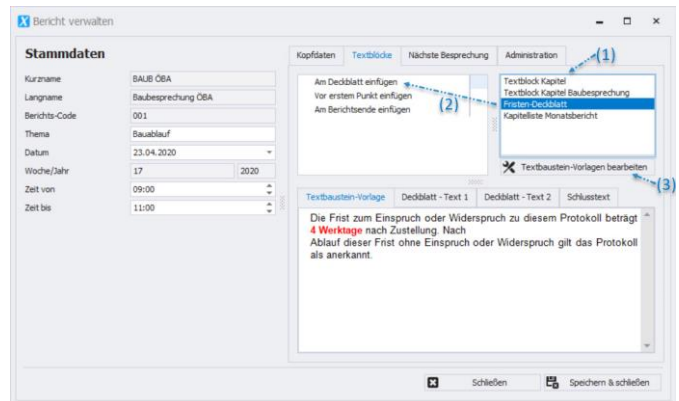 Bericht verwalten
Stammdaten
Kurzname BAUB ÖBA
Langname Baubesprechung ÖBA
Berichts-Code 001
Thema Bauablauf
Datum 23.04.2020
Woche/Jahr 17 2020
Zeit von 09:00
Zeit bis 11:00
Kopfdaten Textblöcke Nächste Besprechung Administration
(1)
Am Deckblatt einfügen
Vor erstem Punkt einfügen
Am Berichtsende einfügen
(2)
Textblock Kapitel
Textblock Kapitel Baubesprechung
Fristen-Deckblatt
Kapitelliste Monatsbericht
Textbaustein-Vorlagen bearbeiten
(3)
Textbaustein-Vorlage Deckblatt - Text 1 Deckblatt - Text 2 Schlusstext
Die Frist zum Einspruch oder Widerspruch zu diesem Protokoll beträgt
4 Werktage nach Zustellung. Nach
Ablauf dieser Frist ohne Einspruch oder Widerspruch gilt das Protokoll
als anerkannt.
Schließen Speichern & schließen